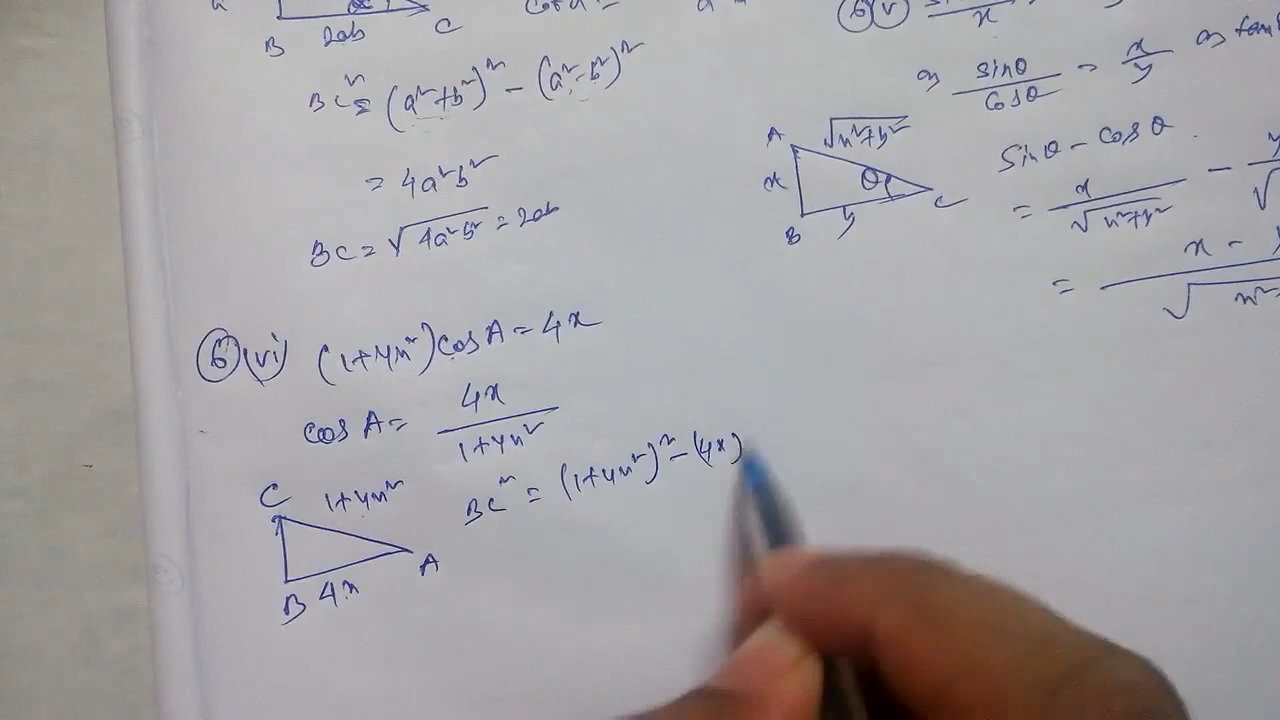 B 2ab C
BC² = (a²+b²)² - (a²-b²)²
= 4a²b²
BC = √4a²b² = 2ab
6 (v)
x
sinθ/cosθ = x/y
A √x²+y²
x θ
B y C
sinθ - cosθ
= x/√x²+y² -
= x -
6 (vi) (1+4x²) cos A = 4x
cos A = 4x/1+4x²
C 1+4x²
B 4x A
BC² = (1+4x²)² - (4x)